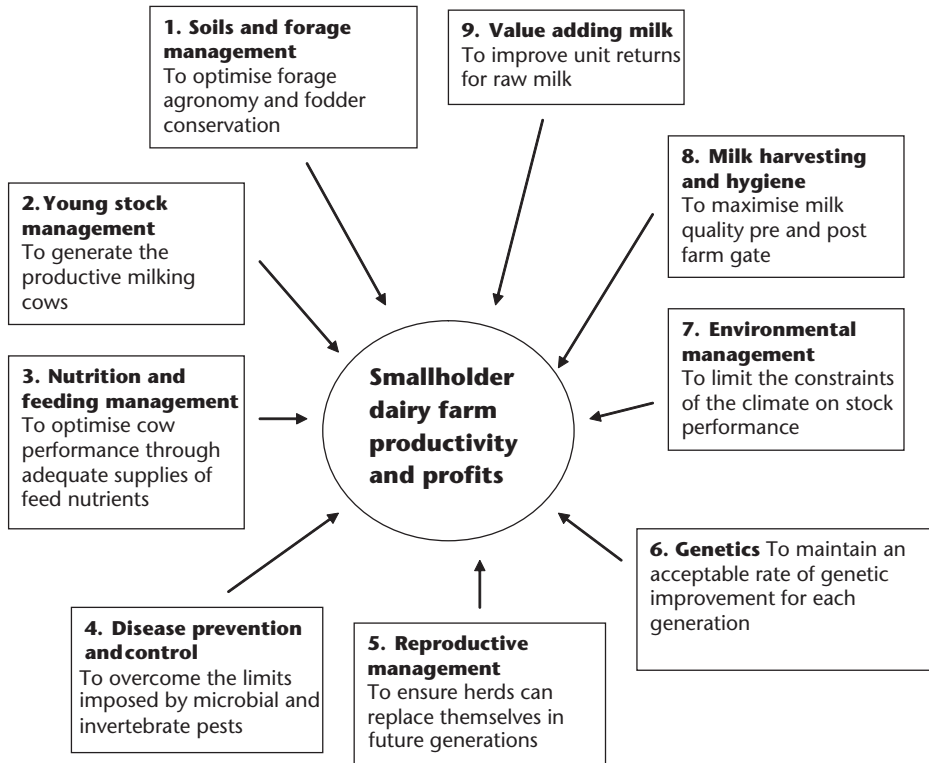 1. Soils and forage
management
To optimise forage
agronomy and fodder
conservation
9. Value adding milk
To improve unit returns
for raw milk
8. Milk harvesting
and hygiene
To maximise milk
quality pre and post
farm gate
2. Young stock
management
To generate the
productive milking
cows
7. Environmental
management
To limit the constraints
of the climate on stock
performance
3. Nutrition and
feeding management
To optimise cow
performance through
adequate supplies of
feed nutrients
Smallholder
dairy farm
productivity
and profits
6. Genetics To maintain an
acceptable rate of genetic
improvement for each
generation
4. Disease prevention
andcontrol
To overcome the limits
imposed by microbial and
invertebrate pests
5. Reproductive
management
To ensure herds can
replace themselves in
future generations